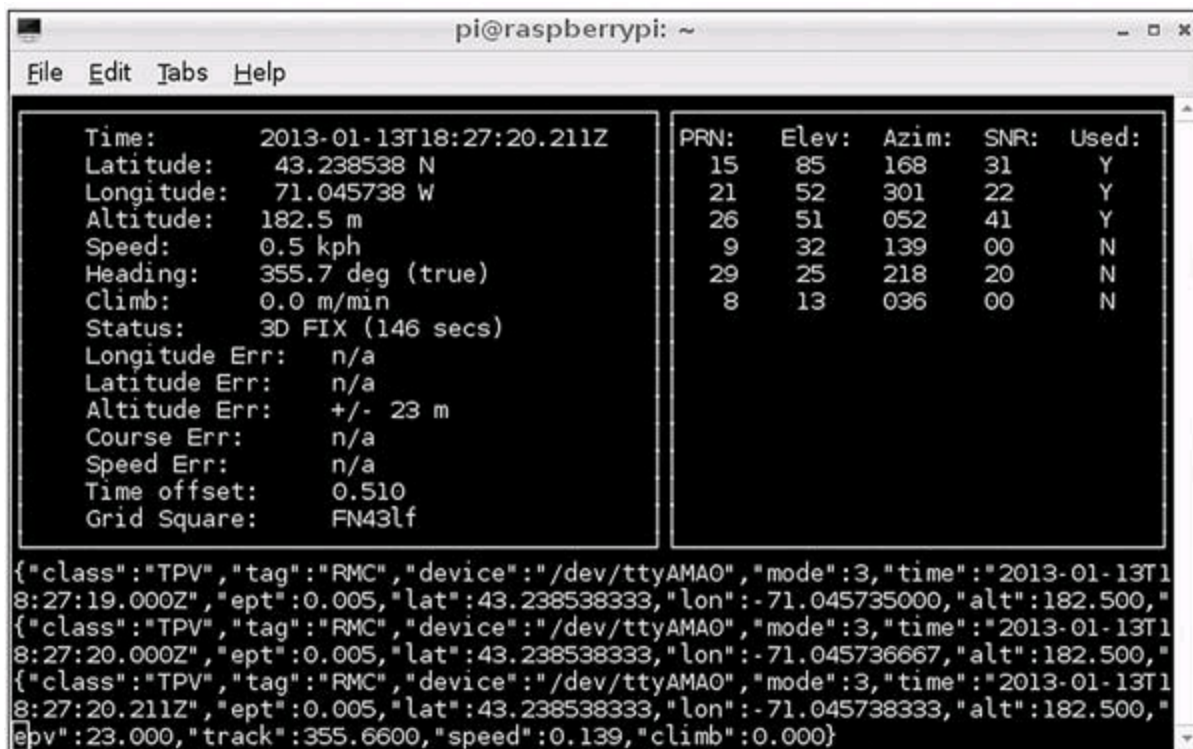 pi@raspberrypi: ~
File Edit Tabs Help
Time: 2013-01-13T18:27:20.211Z
Latitude: 43.238538 N
Longitude: 71.045738 W
Altitude: 182.5 m
Speed: 0.5 kph
Heading: 355.7 deg (true)
Climb: 0.0 m/min
Status: 3D FIX (146 secs)
Longitude Err: n/a
Latitude Err: n/a
Altitude Err: +/- 23 m
Course Err: n/a
Speed Err: n/a
Time offset: 0.510
Grid Square: FN43lf
PRN: Elev: Azim: SNR: Used:
15 85 168 31 Y
21 52 301 22 Y
26 51 052 41 Y
9 32 139 00 N
29 25 218 20 N
8 13 036 00 N
{"class":"TPV","tag":"RMC","device":"/dev/ttyAMA0","mode":3,"time":"2013-01-13T1
8:27:19.000Z","ept":0.005,"lat":43.238538333,"lon":-71.045735000,"alt":182.500,"
{"class":"TPV","tag":"RMC","device":"/dev/ttyAMA0","mode":3,"time":"2013-01-13T1
8:27:20.000Z","ept":0.005,"lat":43.238538333,"lon":-71.045736667,"alt":182.500,"
{"class":"TPV","tag":"RMC","device":"/dev/ttyAMA0","mode":3,"time":"2013-01-13T1
8:27:20.211Z","ept":0.005,"lat":43.238538333,"lon":-71.045738333,"alt":182.500,"
epv":23.000,"track":355.6600,"speed":0.139,"climb":0.000}